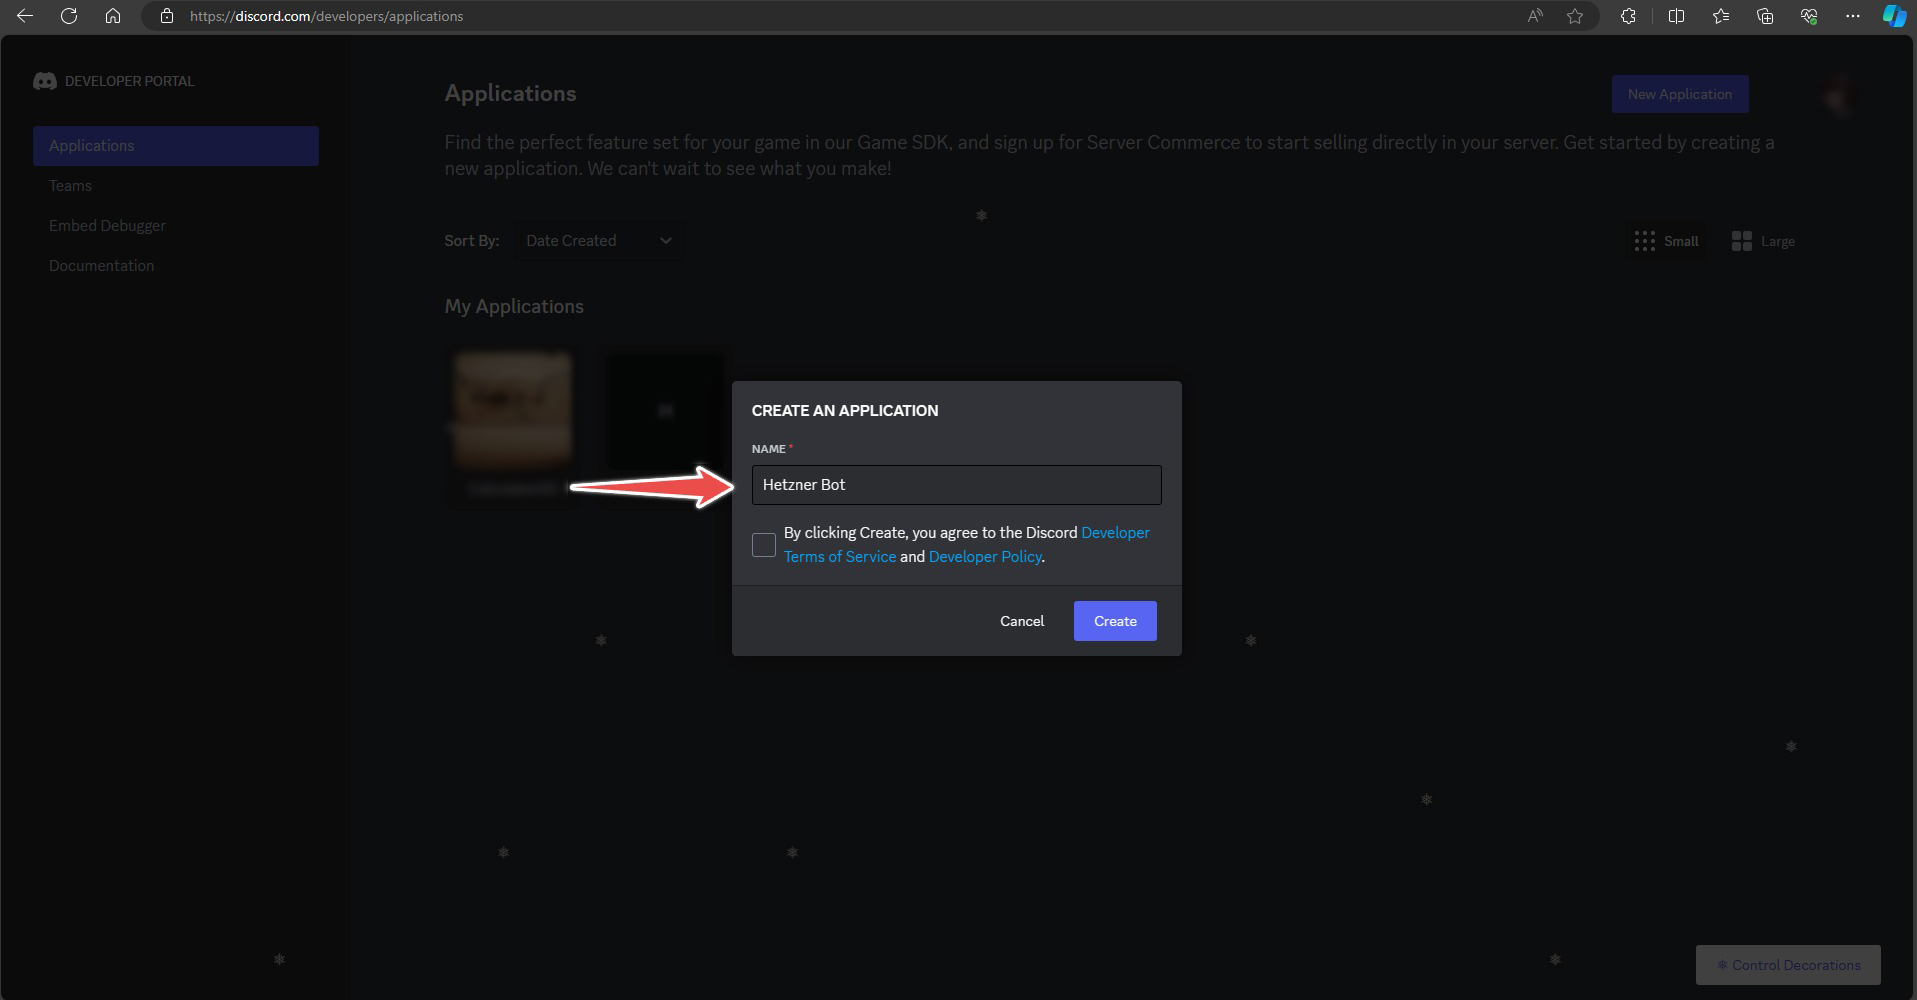 https://discord.com/developers/applications
DEVELOPER PORTAL
Applications
Teams
Embed Debugger
Documentation
Applications
New Application
Find the perfect feature set for your game in our Game SDK, and sign up for Server Commerce to start selling directly in your server. Get started by creating a
new application. We can't wait to see what you make!
Sort By:
Date Created
Small
Large
My Applications
CREATE AN APPLICATION
NAME *
Hetzner Bot
By clicking Create, you agree to the Discord Developer
Terms of Service and Developer Policy.
Cancel
Create
Control Decorations